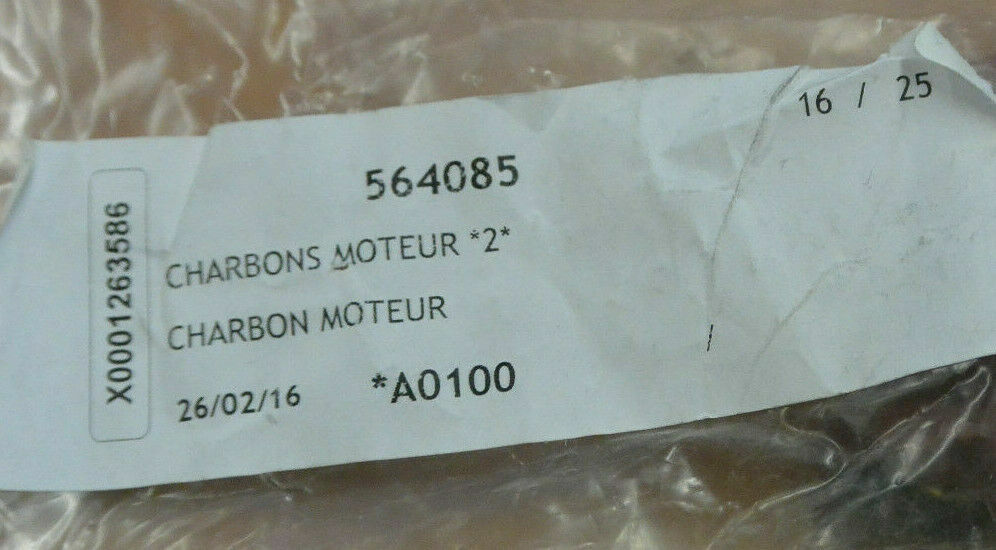 16 / 25
564085
X0001263586
CHARBONS MOTEUR *2*
CHARBON MOTEUR
26/02/16 *A0100